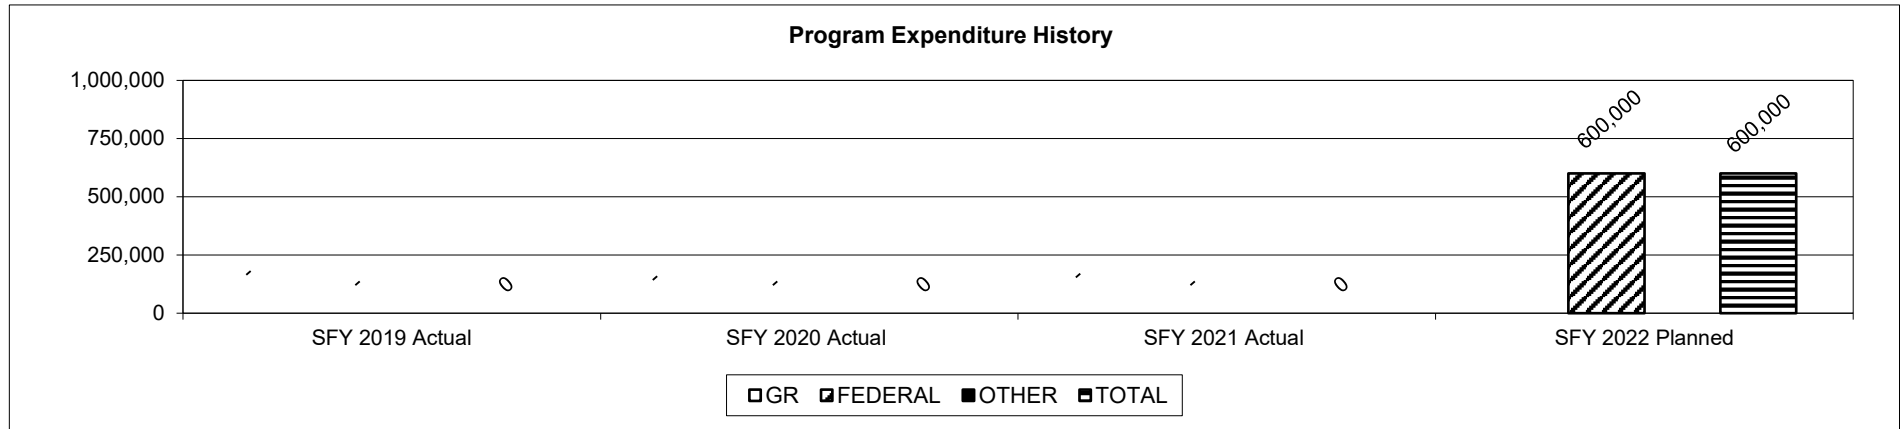 Program Expenditure History
1,000,000
750,000
500,000
250,000
0
600,000
600,000
- - 0 - - 0 - - 0
SFY 2019 Actual SFY 2020 Actual SFY 2021 Actual SFY 2022 Planned
GR FEDERAL OTHER TOTAL